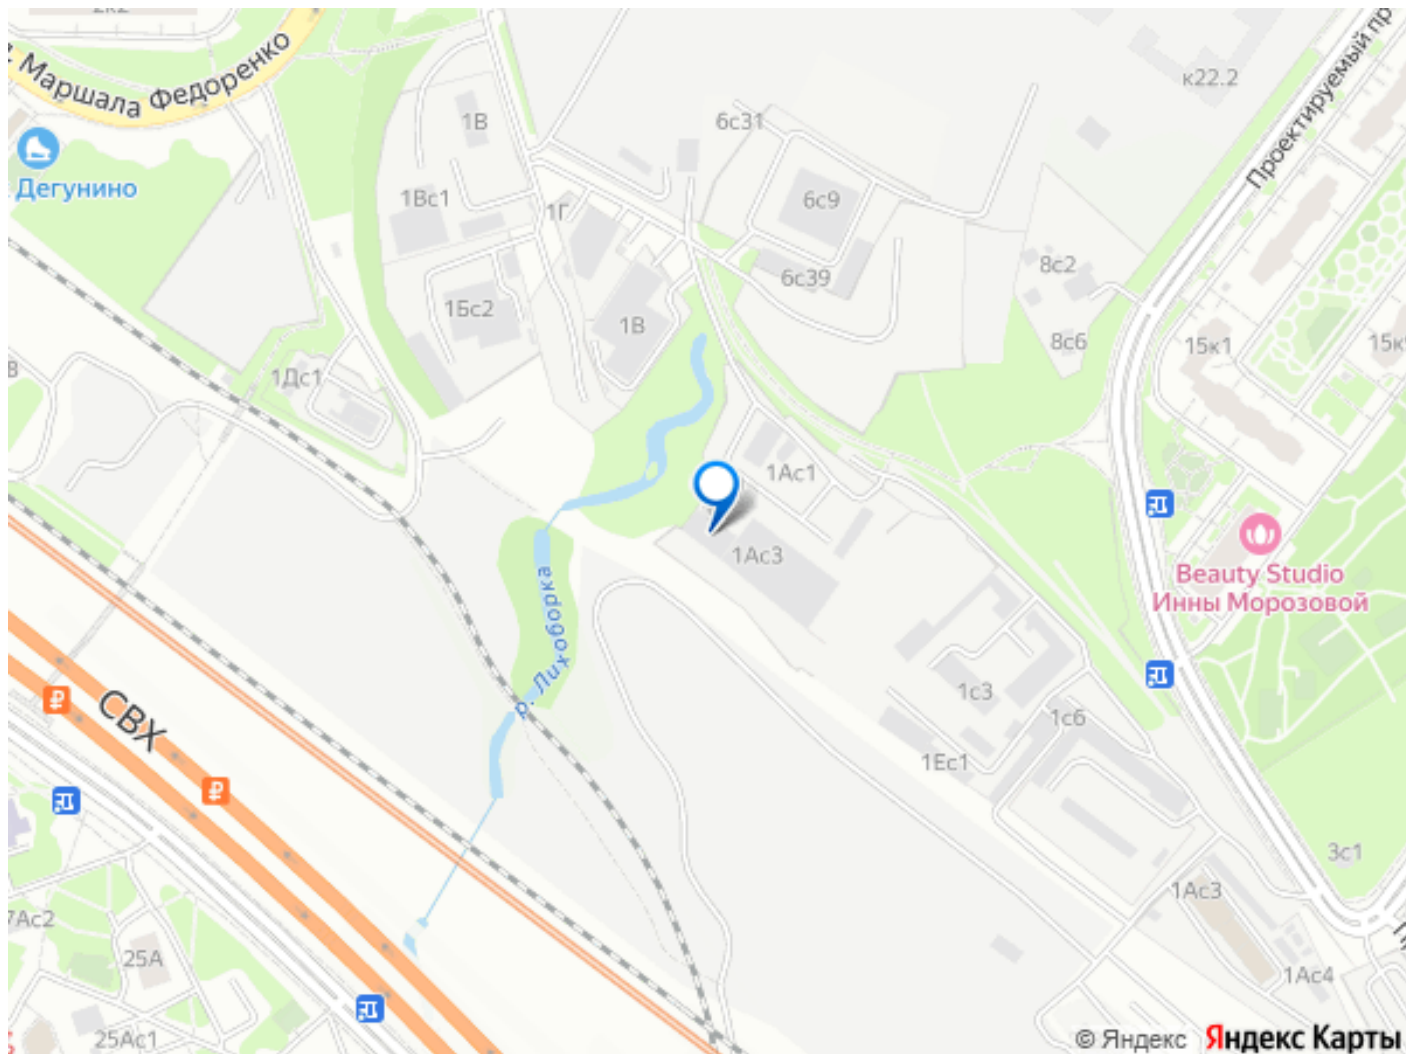 2к2
Маршала Федоренко
Дегунино
1В
1Вс1
1Г
1Бс2
1В
1Дс1
6с31
6с9
6с39
8с2
8с6
к22.2
Проектируемый пр
15к1
15к
1Ас1
1Ас3
р. Лихоборка
Beauty Studio
Инны Морозовой
СВХ
1с3
1с6
1Ес1
3с1
1Ас3
1Ас4
7Ас2
25А
25Ас1
© Яндекс Яндекс Карты